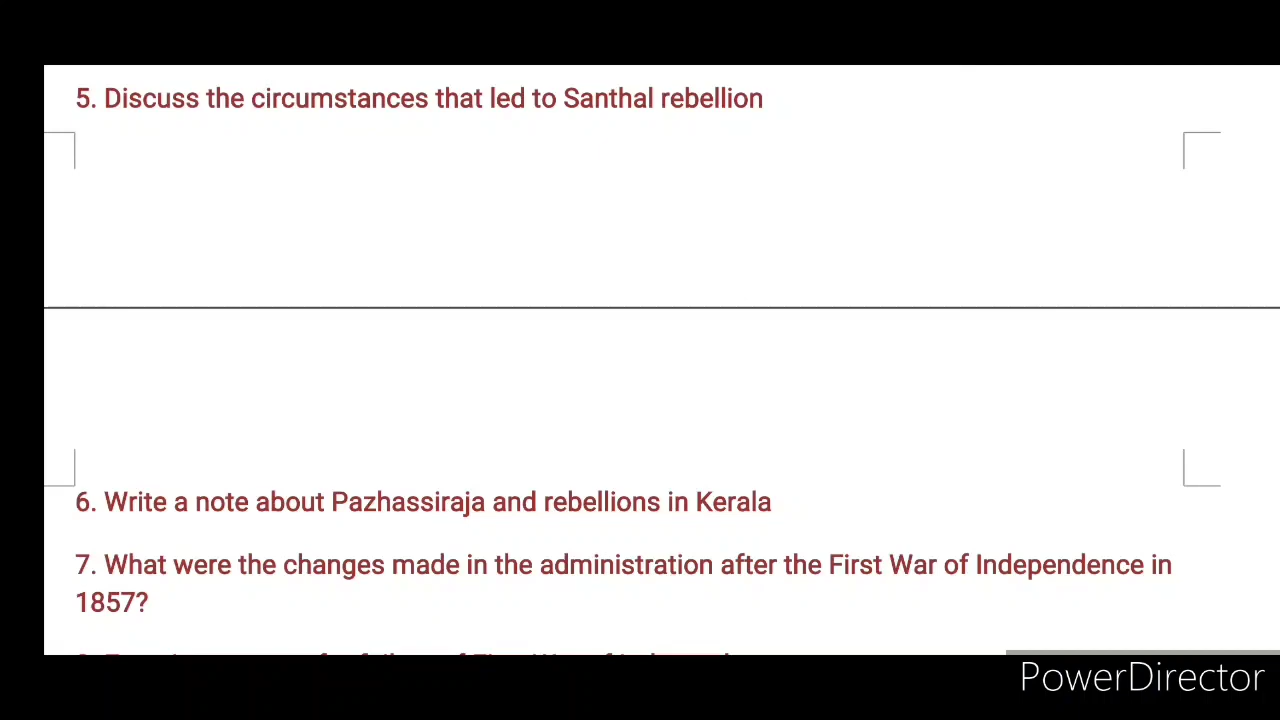 5. Discuss the circumstances that led to Santhal rebellion
6. Write a note about Pazhassiraja and rebellions in Kerala
7. What were the changes made in the administration after the First War of Independence in
1857?
PowerDirector